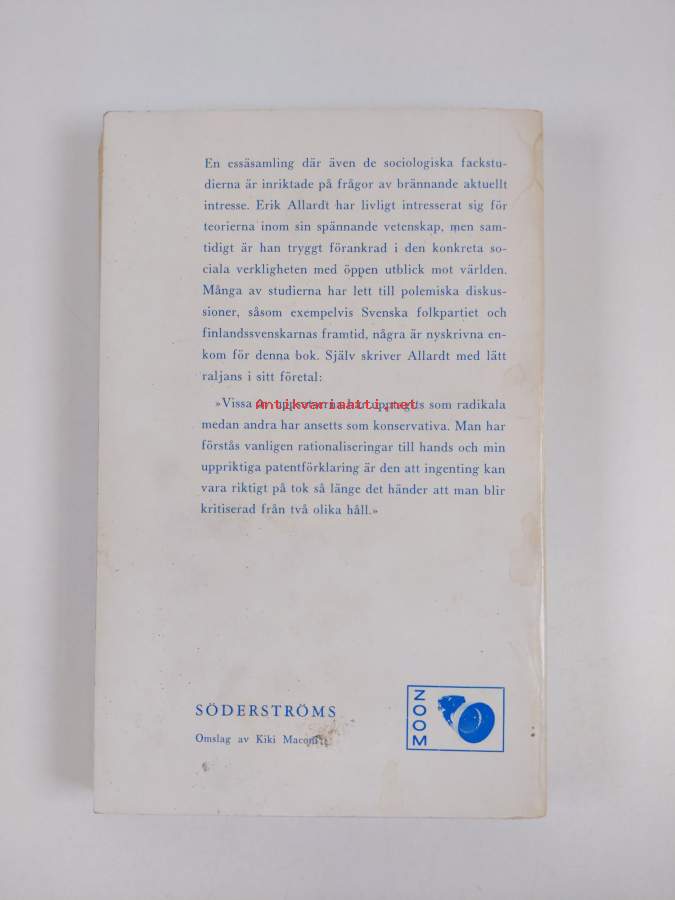 En essäsamling där även de sociologiska fackstu-
dierna är inriktade på frågor av brännande aktuellt
intresse. Erik Allardt har livligt intresserat sig för
teorierna inom sin spännande vetenskap, men sam-
tidigt är han tryggt förankrad i den konkreta so-
ciala verkligheten med öppen utblick mot världen.
Många av studierna har lett till polemiska diskus-
sioner, såsom exempelvis Svenska folkpartiet och
finlandssvenskarnas framtid, några är nyskrivna en-
kom för denna bok. Själv skriver Allardt med lätt
raljans i sitt företal:
»Vissa av uppsatserna har uppfattats som radikala
Antikvariaahti.net
medan andra har ansetts som konservativa. Man har
förstås vanligen rationaliseringar till hands och min
uppriktiga patentförklaring är den att ingenting kan
vara riktigt på tok så länge det händer att man blir
kritiserad från två olika håll.»
SÖDERSTRÖMS
Omslag av Kiki
ZOOM